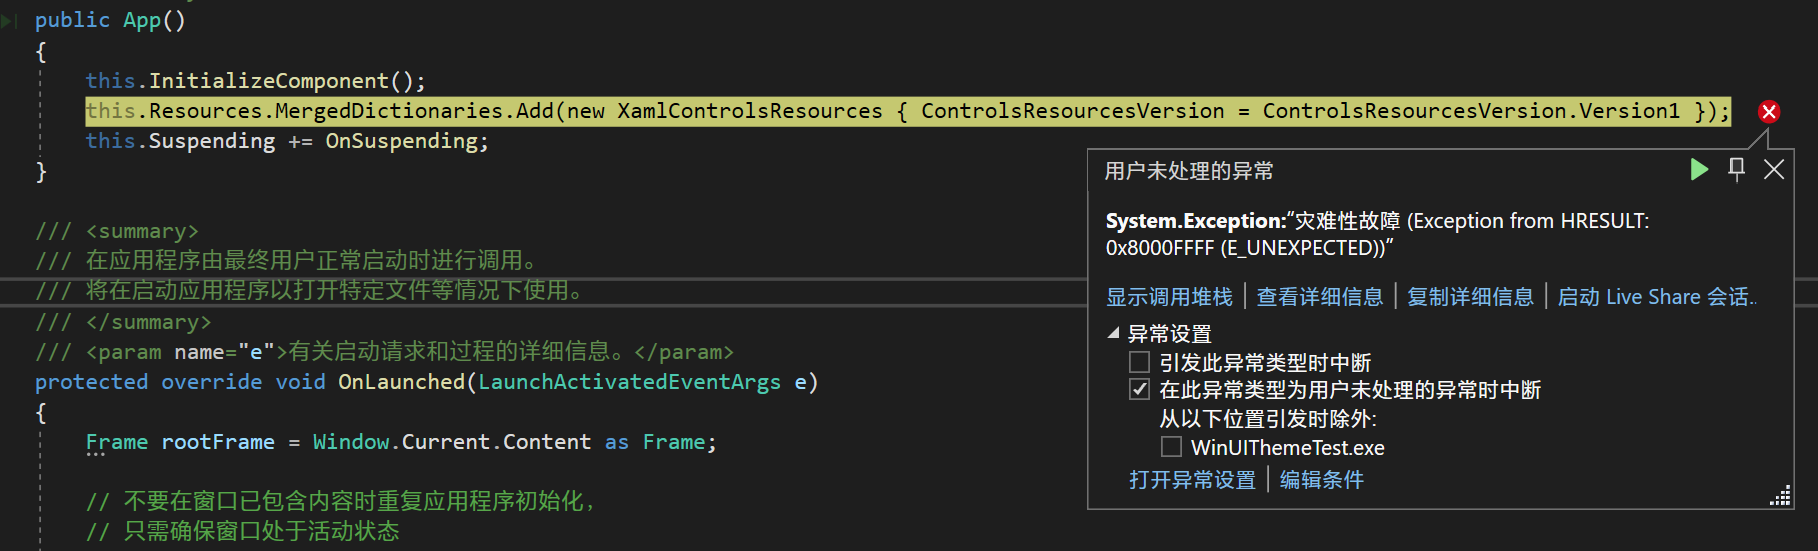 public App()
{
this.InitializeComponent();
this.Resources.MergedDictionaries.Add(new XamlControlsResources { ControlsResourcesVersion = ControlsResourcesVersion.Version1 });
this.Suspending += OnSuspending;
}
用户未处理的异常
System.Exception:“灾难性故障 (Exception from HRESULT:
0x8000FFFF (E_UNEXPECTED))”
显示调用堆栈 | 查看详细信息 | 复制详细信息 | 启动 Live Share 会话..
异常设置
引发此异常类型时中断
在此异常类型为用户未处理的异常时中断
从以下位置引发时除外:
WinUIThemeTest.exe
打开异常设置 | 编辑条件
/// <summary>
/// 在应用程序由最终用户正常启动时进行调用。
/// 将在启动应用程序以打开特定文件等情况下使用。
/// </summary>
/// <param name="e">有关启动请求和过程的详细信息。</param>
protected override void OnLaunched(LaunchActivatedEventArgs e)
{
Frame rootFrame = Window.Current.Content as Frame;
// 不要在窗口已包含内容时重复应用程序初始化，
// 只需确保窗口处于活动状态